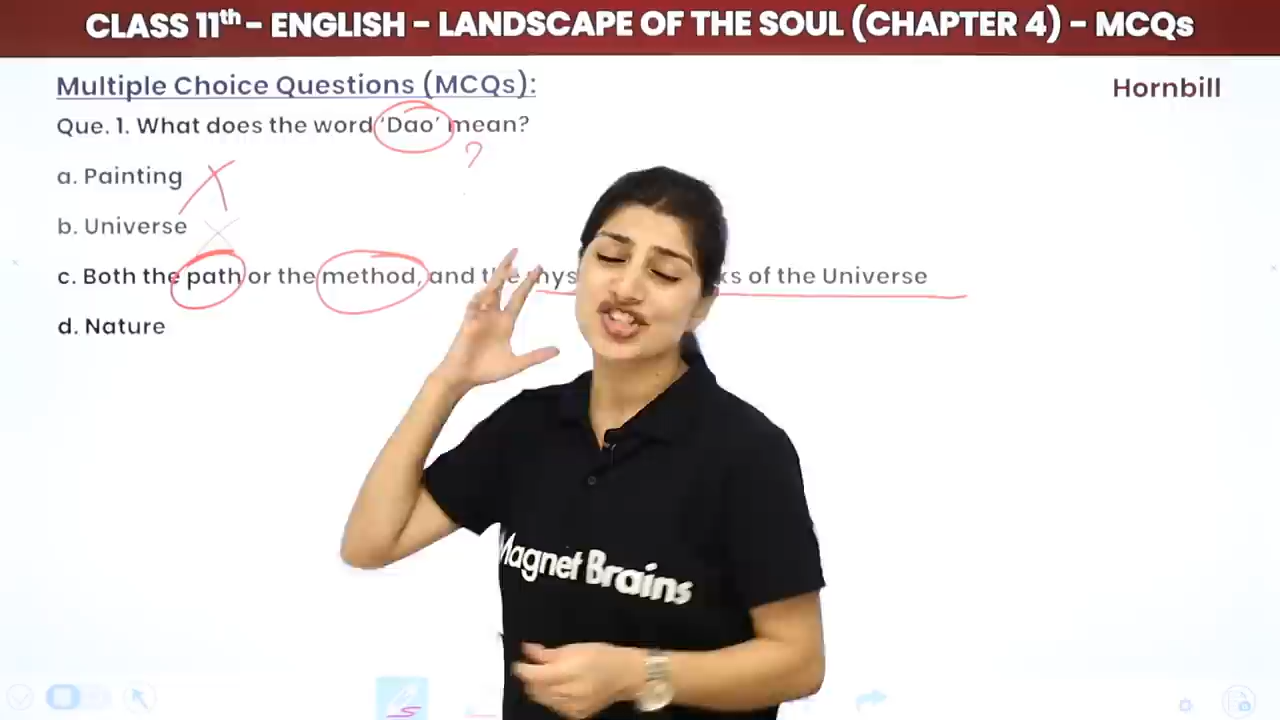 CLASS 11th – ENGLISH – LANDSCAPE OF THE SOUL (CHAPTER 4) – MCQs
Multiple Choice Questions (MCQs):
Hornbill
Que. 1. What does the word 'Dao' mean?
?
a. Painting
b. Universe
c. Both the path or the method, and the of the Universe
d. Nature
Magnet Brains